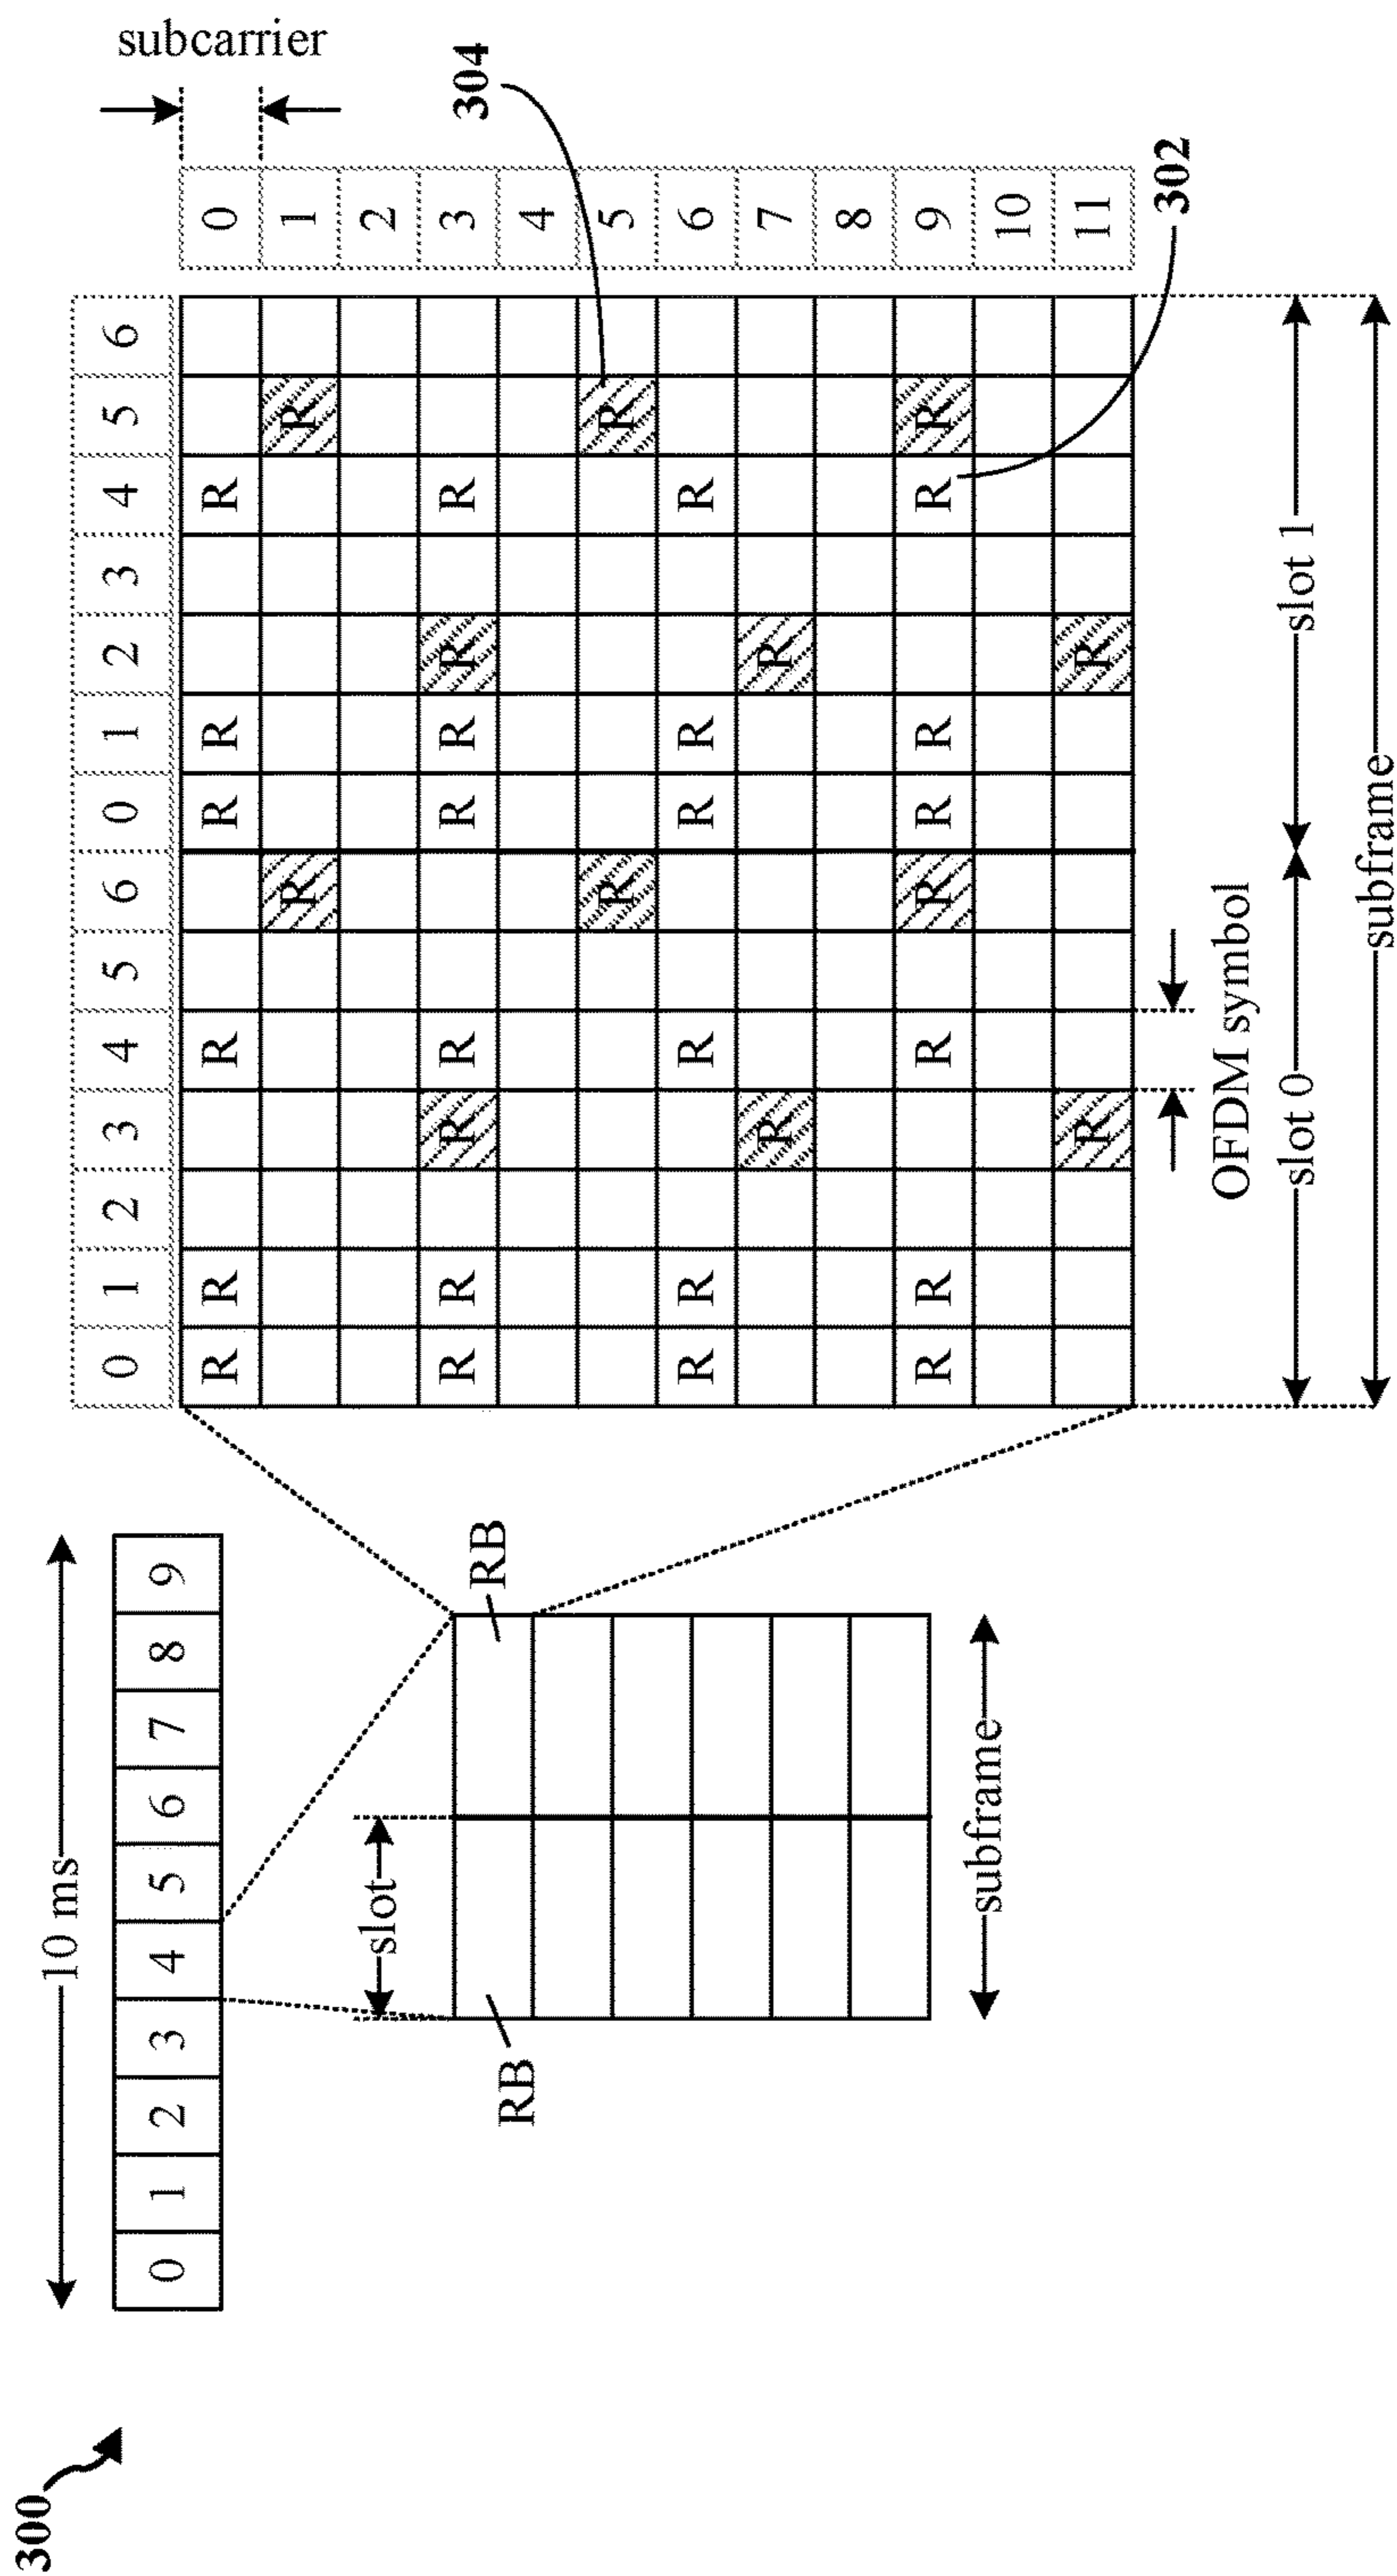 300
10 ms
0 1 2 3 4 5 6 7 8 9
slot
RB
RB
subframe
0 1 2 3 4 5 6 0 1 2 3 4 5 6
subcarrier
R R R R R R 0
R R 1
2
R R R R R R R R 3
4
R R 5
R R R R R R 6
R R 7
8
R R R R R R R R 9
10
R R 11
304
302
OFDM symbol
slot 0 slot 1
subframe